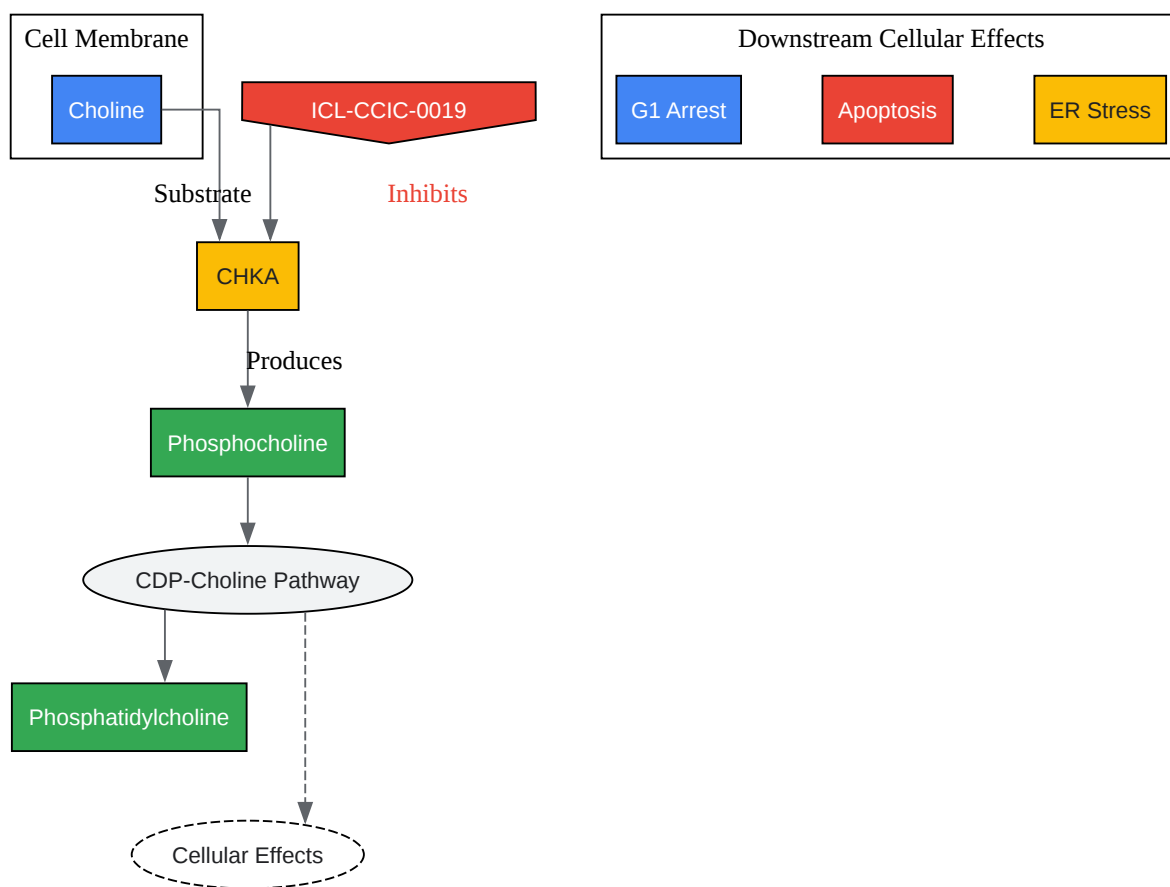 Cell Membrane
Choline
ICL-CCIC-0019
Downstream Cellular Effects
G1 Arrest
Apoptosis
ER Stress
Substrate
Inhibits
CHKA
Produces
Phosphocholine
CDP-Choline Pathway
Phosphatidylcholine
Cellular Effects